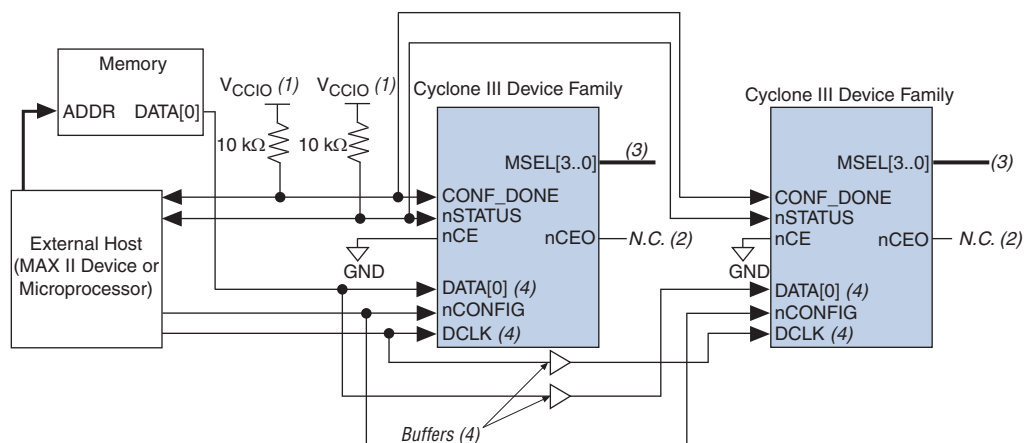 Memory
ADDR DATA[0]
VCCIO (1) VCCIO (1)
10 kΩ 10 kΩ
External Host
(MAX II Device or
Microprocessor)
Cyclone III Device Family
MSEL[3..0] (3)
CONF_DONE
nSTATUS
nCE nCEO N.C. (2)
GND
DATA[0] (4)
nCONFIG
DCLK (4)
Cyclone III Device Family
MSEL[3..0] (3)
CONF_DONE
nSTATUS
nCE nCEO N.C. (2)
GND
DATA[0] (4)
nCONFIG
DCLK (4)
Buffers (4)